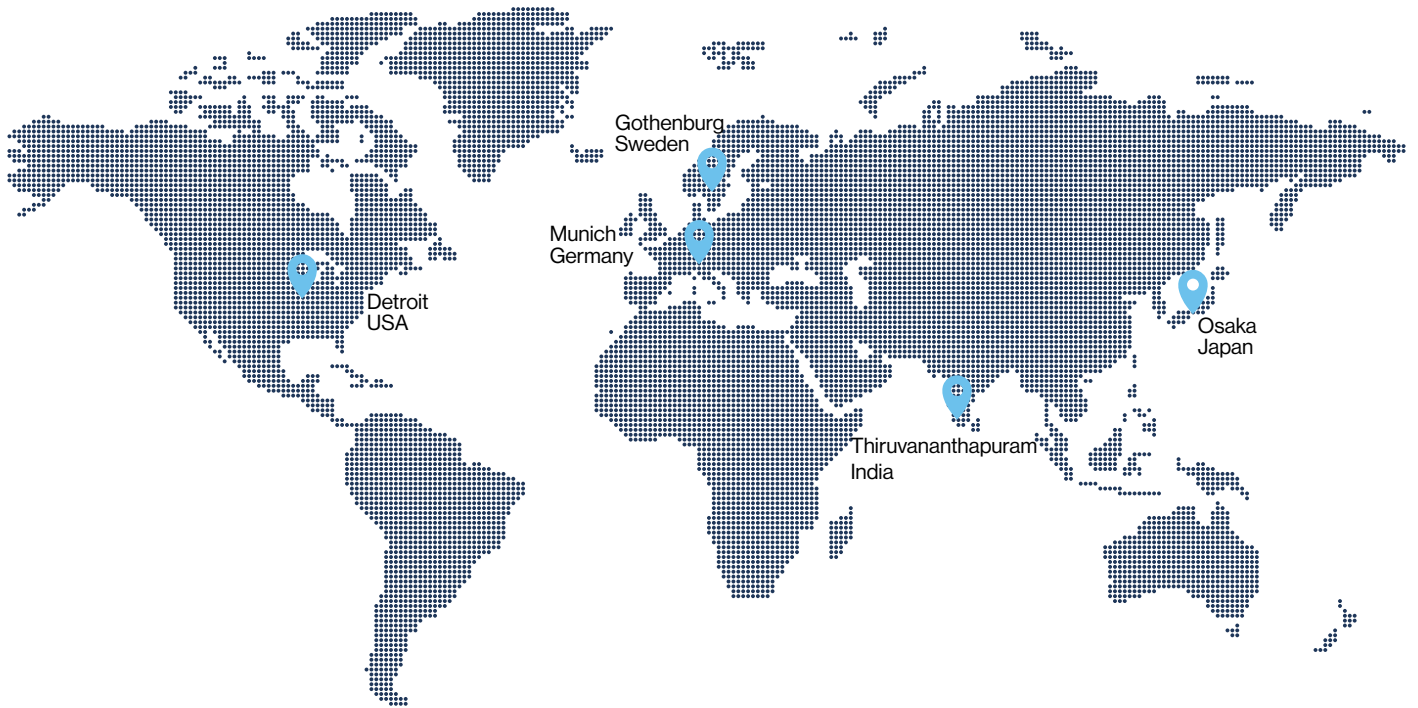 Gothenburg
Sweden
Munich
Germany
Detroit
USA
Osaka
Japan
Thiruvananthapuram
India